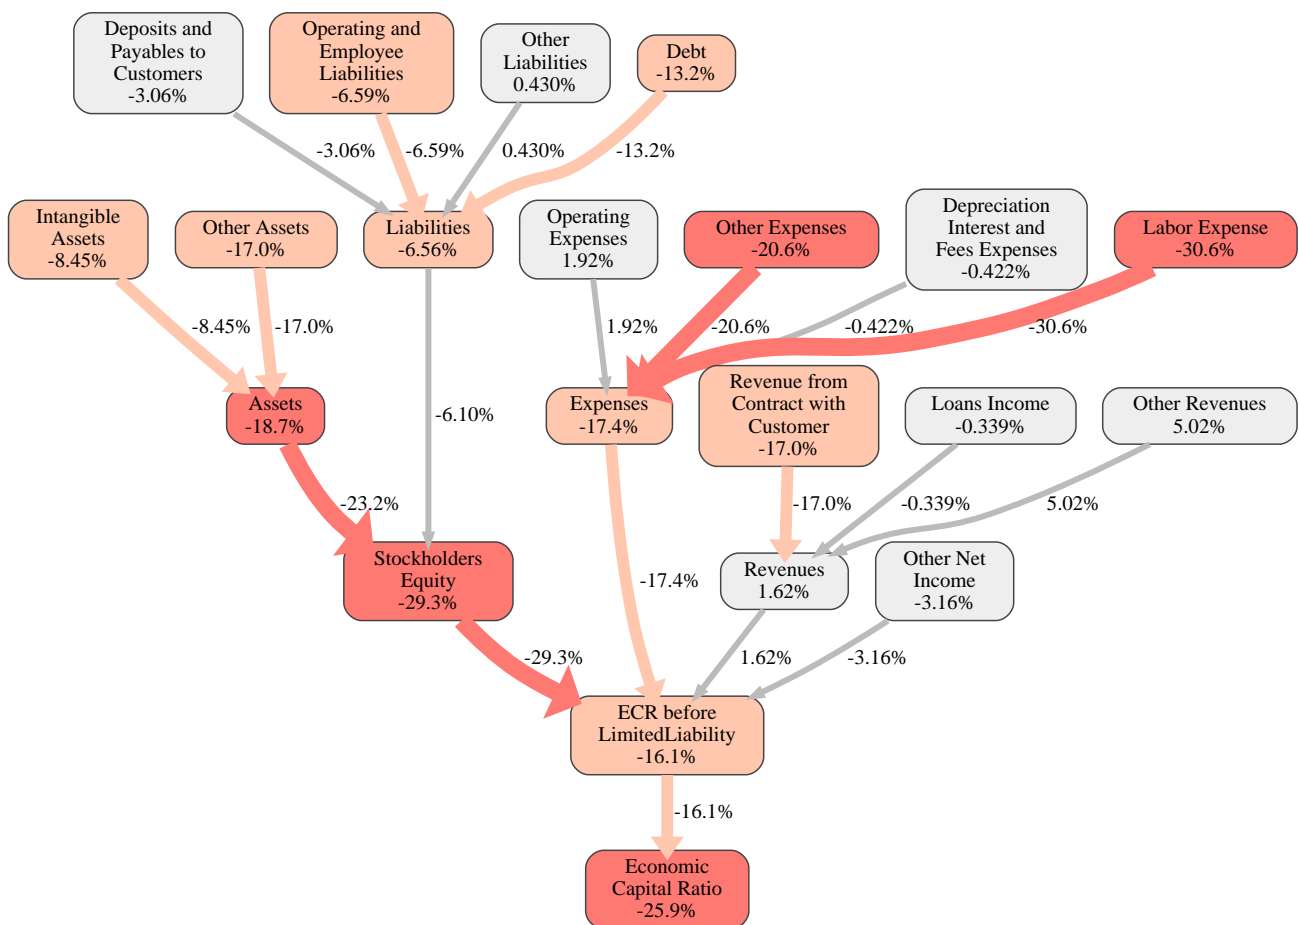 Deposits and
Payables to
Customers
-3.06%
Operating and
Employee
Liabilities
-6.59%
Other
Liabilities
0.430%
Debt
-13.2%
-3.06%
-6.59%
0.430%
-13.2%
Intangible
Assets
-8.45%
Other Assets
-17.0%
Liabilities
-6.56%
Operating
Expenses
1.92%
Other Expenses
-20.6%
Depreciation
Interest and
Fees Expenses
-0.422%
Labor Expense
-30.6%
-8.45%
-17.0%
1.92%
-20.6%
-0.422%
-30.6%
Assets
-18.7%
-6.10%
Expenses
-17.4%
Revenue from
Contract with
Customer
-17.0%
Loans Income
-0.339%
Other Revenues
5.02%
-23.2%
-17.0%
-0.339%
5.02%
Stockholders
Equity
-29.3%
-17.4%
Revenues
1.62%
Other Net
Income
-3.16%
-29.3%
1.62%
-3.16%
ECR before
LimitedLiability
-16.1%
-16.1%
Economic
Capital Ratio
-25.9%